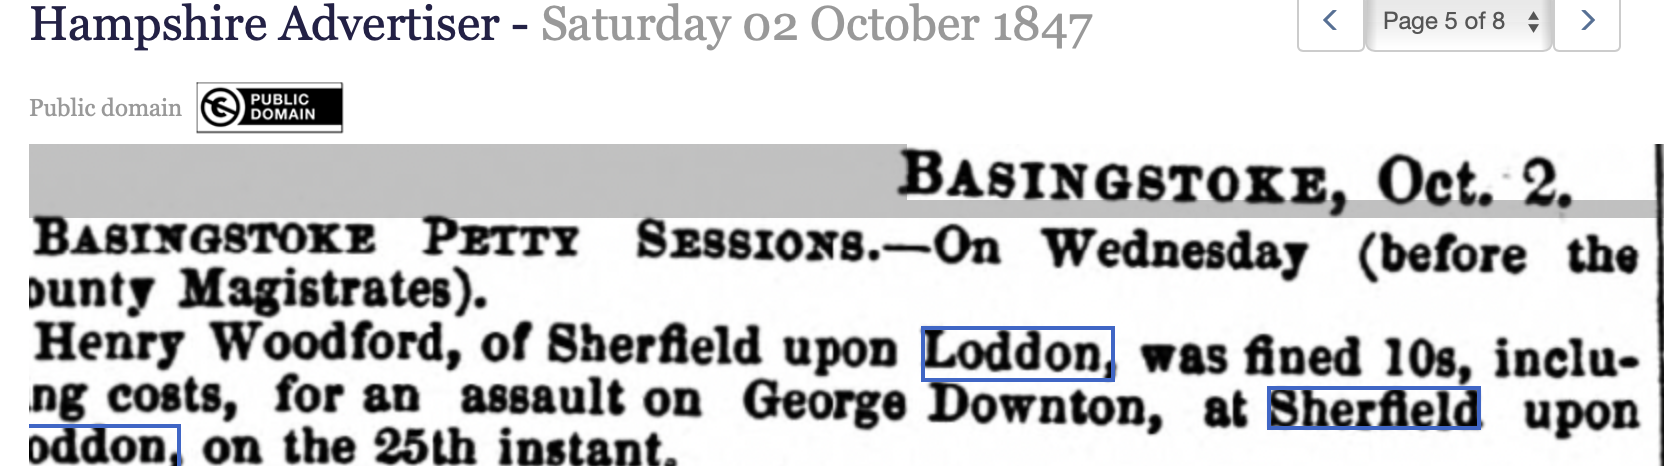 Hampshire Advertiser - Saturday 02 October 1847
Page 5 of 8
Public domain
PUBLIC
DOMAIN
BASINGSTOKE, Oct. 2.
BASINGSTOKE PETTY SESSIONS.—On Wednesday (before the
ounty Magistrates).
Henry Woodford, of Sherfield upon Loddon, was fined 10s, inclu-
ng costs, for an assault on George Downton, at Sherfield upon
oddon, on the 25th instant.